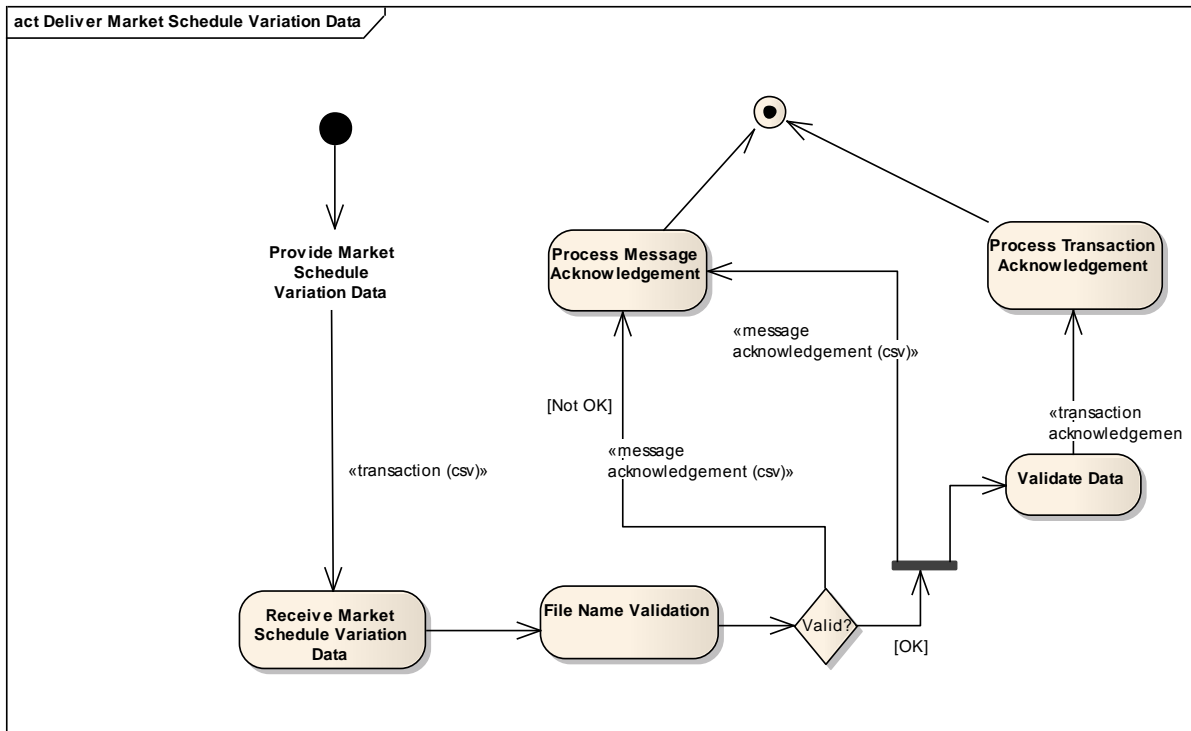 act Deliver Market Schedule Variation Data
Provide Market
Schedule
Variation Data
Process Message
Acknowledgement
Process Transaction
Acknowledgement
«message
acknowledgement (csv)»
[Not OK]
«transaction
acknowledgemen
«message
acknowledgement (csv)»
«transaction (csv)»
Validate Data
Receive Market
Schedule Variation
Data
File Name Validation
Valid?
[OK]